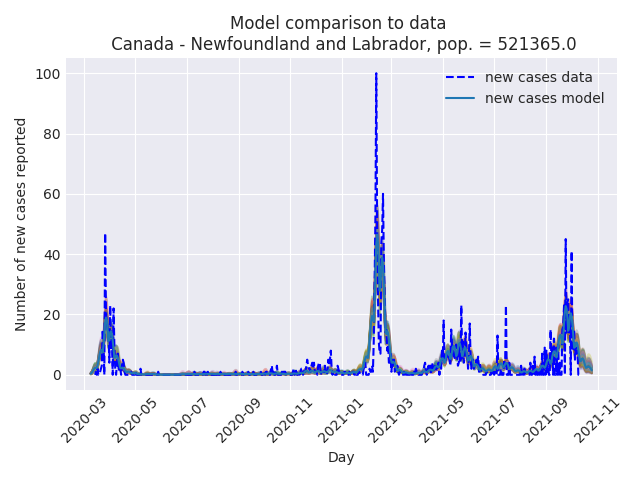 Model comparison to data
Canada - Newfoundland and Labrador, pop. = 521365.0
new cases data
new cases model
Number of new cases reported
100
80
60
40
20
0
2020-03
2020-05
2020-07
2020-09
2020-11
2021-01
2021-03
2021-05
2021-07
2021-09
2021-11
Day